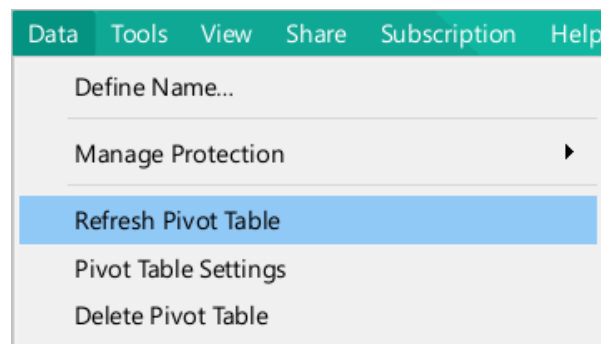 Data Tools View Share Subscription Help
Define Name...
Manage Protection
Refresh Pivot Table
Pivot Table Settings
Delete Pivot Table